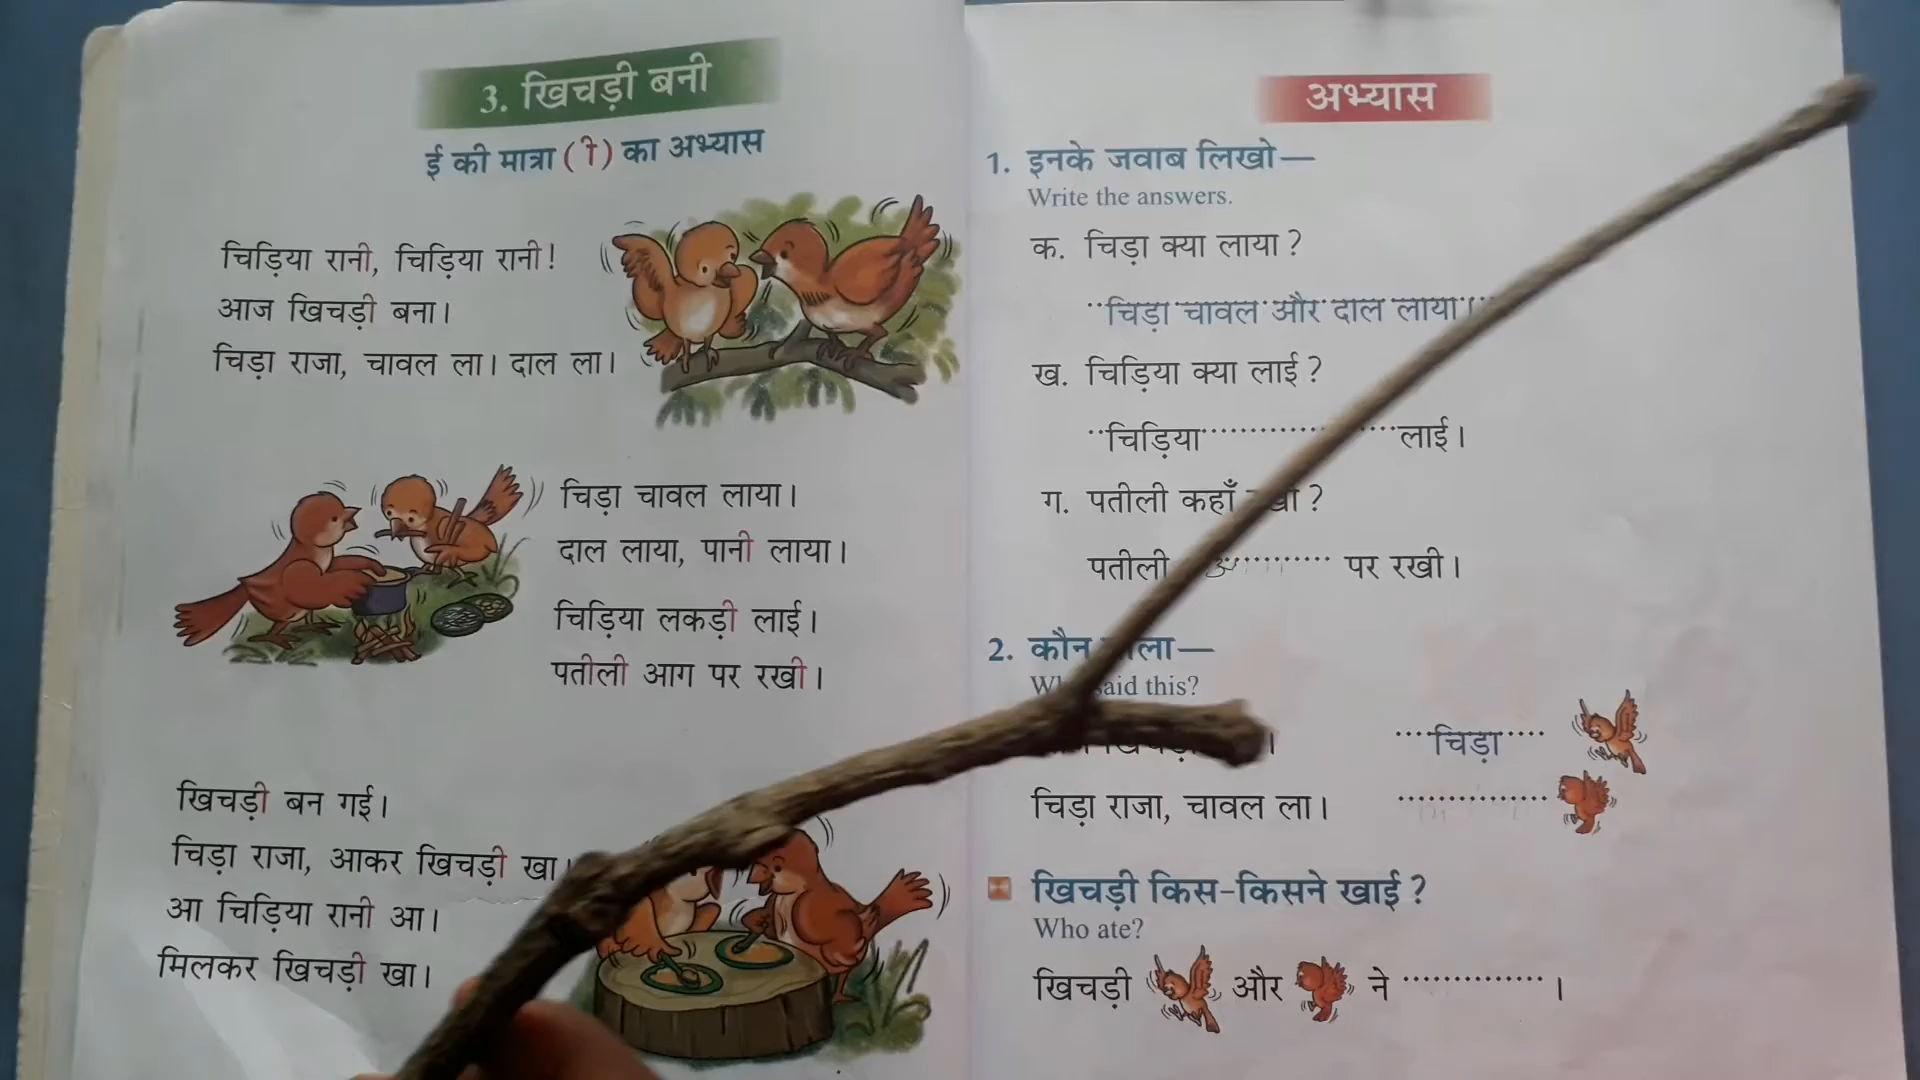 3. खिचड़ी बनी
ई की मात्रा (ी) का अभ्यास
चिड़िया रानी, चिड़िया रानी!
आज खिचड़ी बना।
चिड़ा राजा, चावल ला। दाल ला।
चिड़ा चावल लाया।
दाल लाया, पानी लाया।
चिड़िया लकड़ी लाई।
पतीली आग पर रखी।
खिचड़ी बन गई।
चिड़ा राजा, आकर खिचड़ी खा।
आ चिड़िया रानी आ।
मिलकर खिचड़ी खा।
अभ्यास
1. इनके जवाब लिखो—
Write the answers.
क. चिड़ा क्या लाया?
चिड़ा चावल और दाल लाया।
ख. चिड़िया क्या लाई?
चिड़िया.................... लाई।
ग. पतीली कहाँ ?
पतीली ............ पर रखी।
2. कौन —
said this?
.... चिड़ा ....
चिड़ा राजा, चावल ला। ..............
खिचड़ी किस-किसने खाई?
Who ate?
खिचड़ी और ने .............. ।